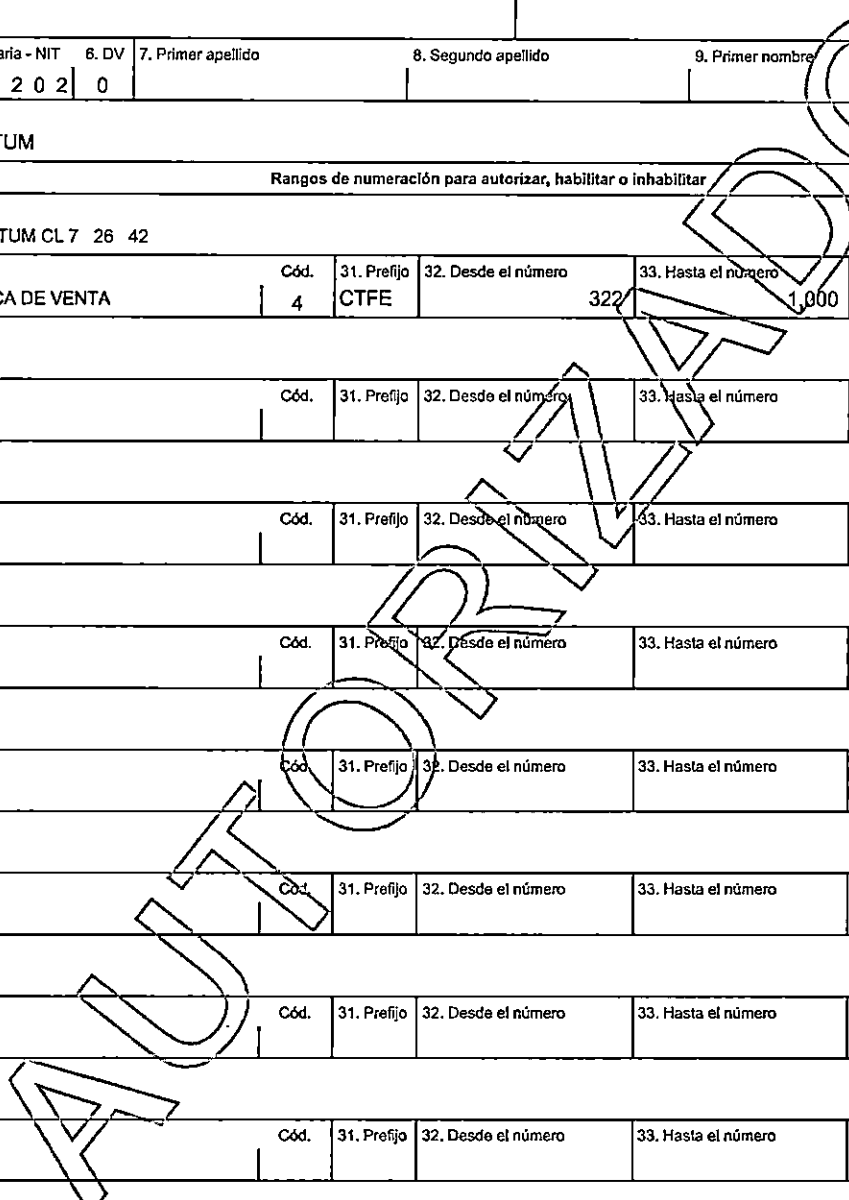 aria - NIT 6. DV 7. Primer apellido 8. Segundo apellido 9. Primer nombre
2 0 2 0
TUM
Rangos de numeración para autorizar, habilitar o inhabilitar
TUM CL 7 26 42
Cód. 31. Prefijo 32. Desde el número 33. Hasta el número
CA DE VENTA 4 CTFE 322 1,000
Cód. 31. Prefijo 32. Desde el número 33. Hasta el número
Cód. 31. Prefijo 32. Desde el número 33. Hasta el número
Cód. 31. Prefijo 32. Desde el número 33. Hasta el número
Cód. 31. Prefijo 32. Desde el número 33. Hasta el número
Cód. 31. Prefijo 32. Desde el número 33. Hasta el número
Cód. 31. Prefijo 32. Desde el número 33. Hasta el número
Cód. 31. Prefijo 32. Desde el número 33. Hasta el número
AUTORIZADO